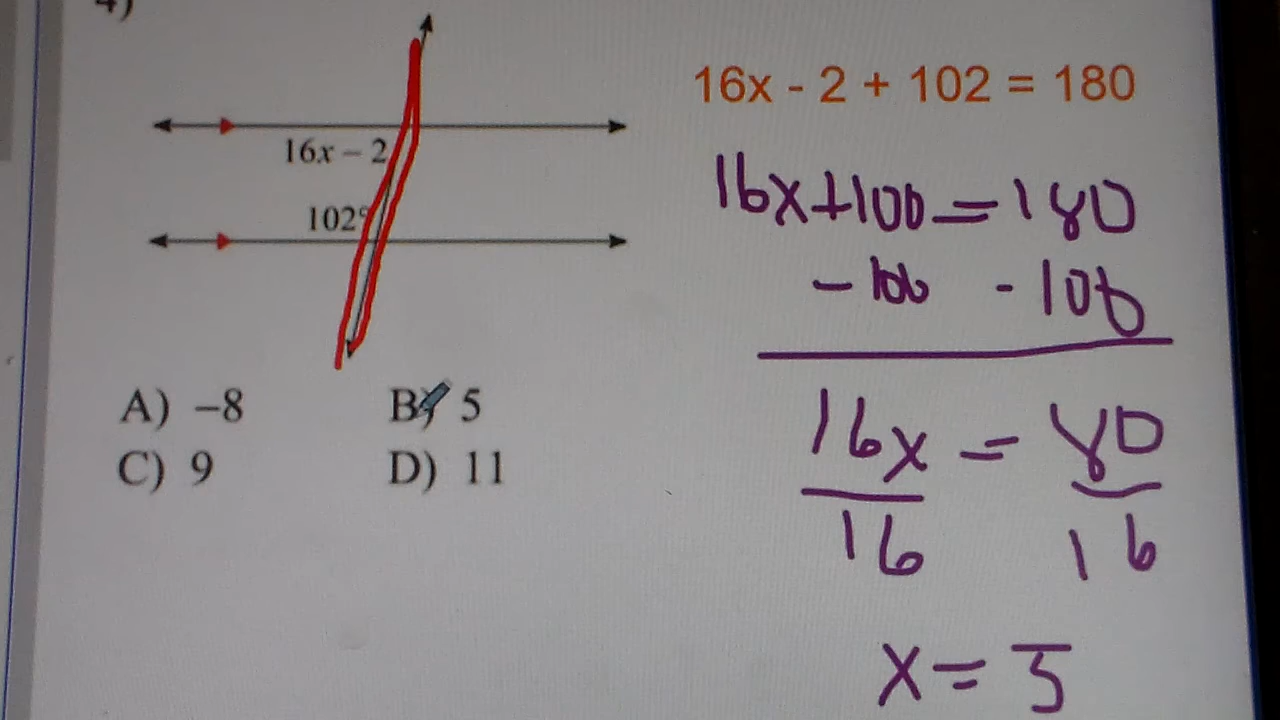 4)
16x - 2 + 102 = 180
16x – 2
102°
16x+100=180
-100 -100
16x = 80
16 16
x = 5
A) –8 B) 5
C) 9 D) 11